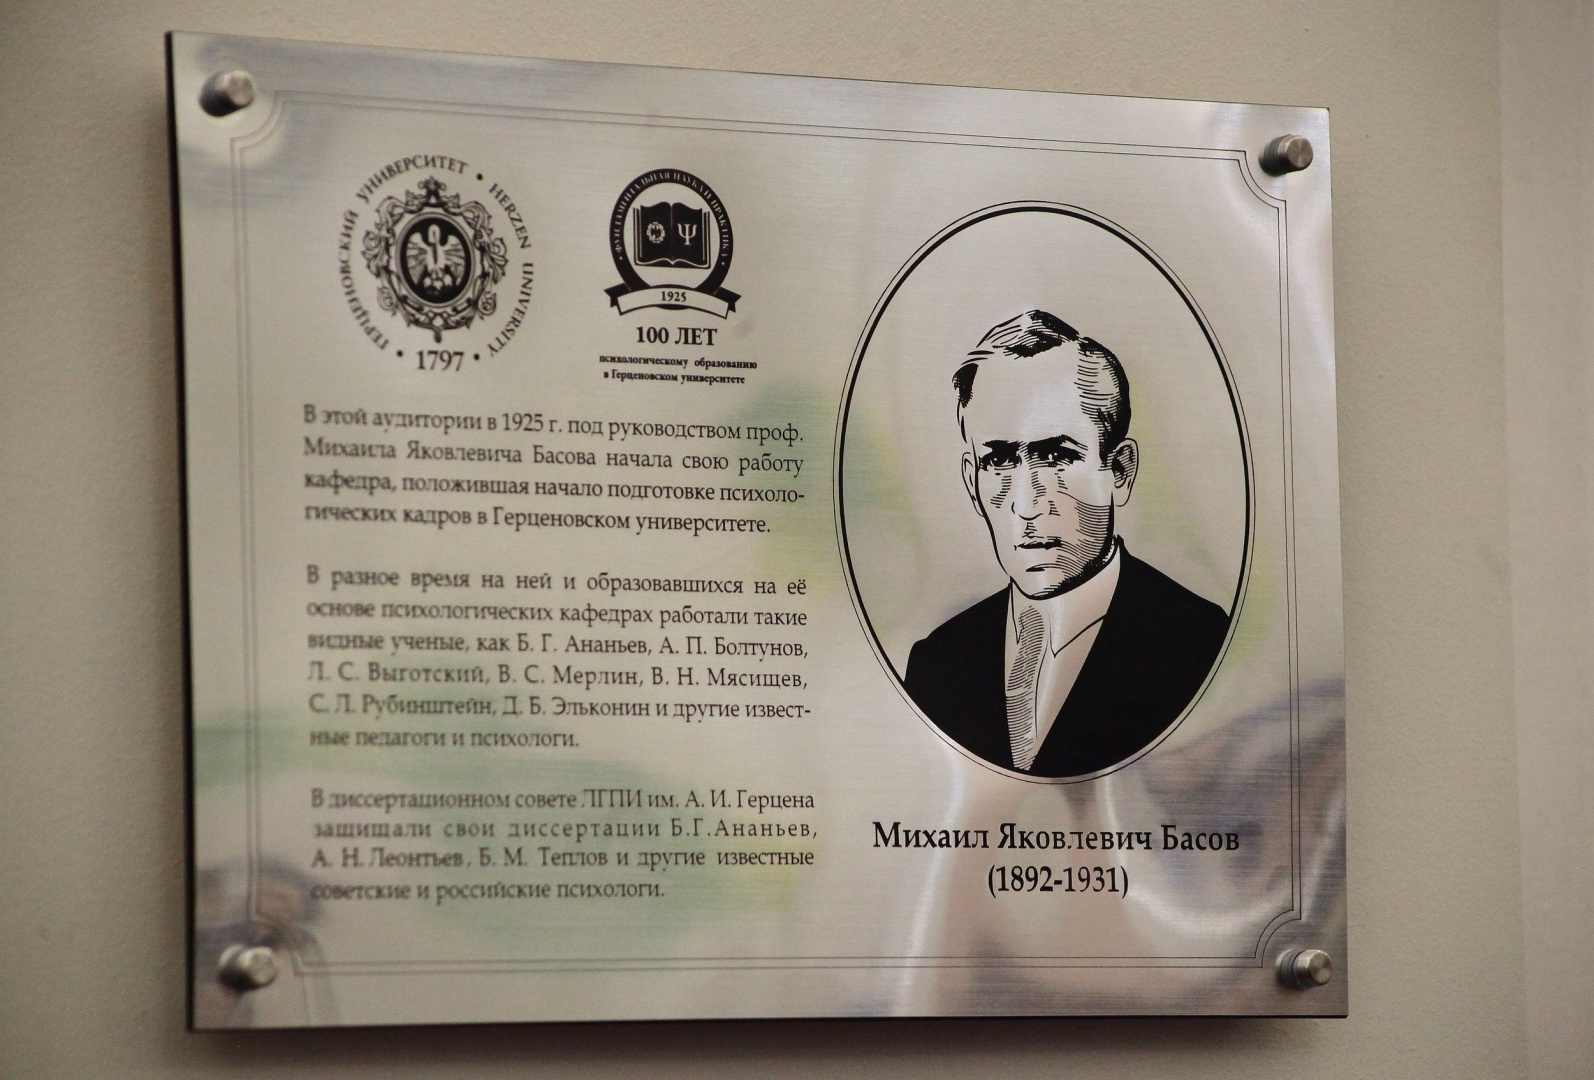 ГЕРЦЕНОВСКИЙ УНИВЕРСИТЕТ • HERZEN UNIVERSITY
• 1797 •
• ФУНДАМЕНТАЛЬНАЯ НАУКА И ПРАКТИКА •
Ψ
1925
100 ЛЕТ
психологическому образованию
в Герценовском университете
В этой аудитории в 1925 г. под руководством проф.
Михаила Яковлевича Басова начала свою работу
кафедра, положившая начало подготовке психоло-
гических кадров в Герценовском университете.
В разное время на ней и образовавшихся на её
основе психологических кафедрах работали такие
видные ученые, как Б. Г. Ананьев, А. П. Болтунов,
Л. С. Выготский, В. С. Мерлин, В. Н. Мясищев,
С. Л. Рубинштейн, Д. Б. Эльконин и другие извест-
ные педагоги и психологи.
В диссертационном совете ЛГПИ им. А. И. Герцена
защищали свои диссертации Б.Г.Ананьев,
А. Н. Леонтьев, Б. М. Теплов и другие известные
советские и российские психологи.
Михаил Яковлевич Басов
(1892-1931)